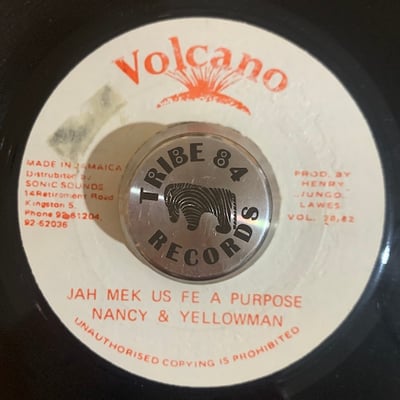 Volcano
MADE IN JAMAICA
Distrubited by
SONIC SOUNDS
14 Retirement Road
Kingston 5.
Phone 92-61204,
92-62036
TRIBE 84
RECORDS
PROD. BY
HENRY
JUNGO
LAWES
VOL. 28,82
JAH MEK US FE A PURPOSE
NANCY & YELLOWMAN
UNAUTHORISED COPYING IS PROHIBITED